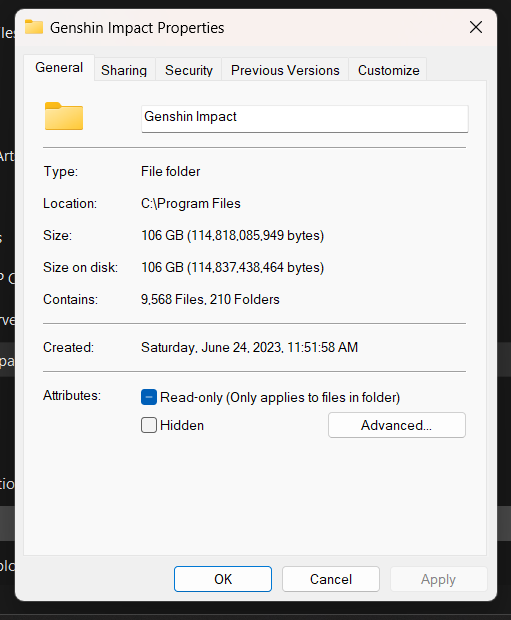 Genshin Impact Properties
General
Sharing
Security
Previous Versions
Customize
Genshin Impact
Type: File folder
Location: C:\Program Files
Size: 106 GB (114,818,085,949 bytes)
Size on disk: 106 GB (114,837,438,464 bytes)
Contains: 9,568 Files, 210 Folders
Created: Saturday, June 24, 2023, 11:51:58 AM
Attributes: Read-only (Only applies to files in folder)
Hidden
Advanced...
OK
Cancel
Apply